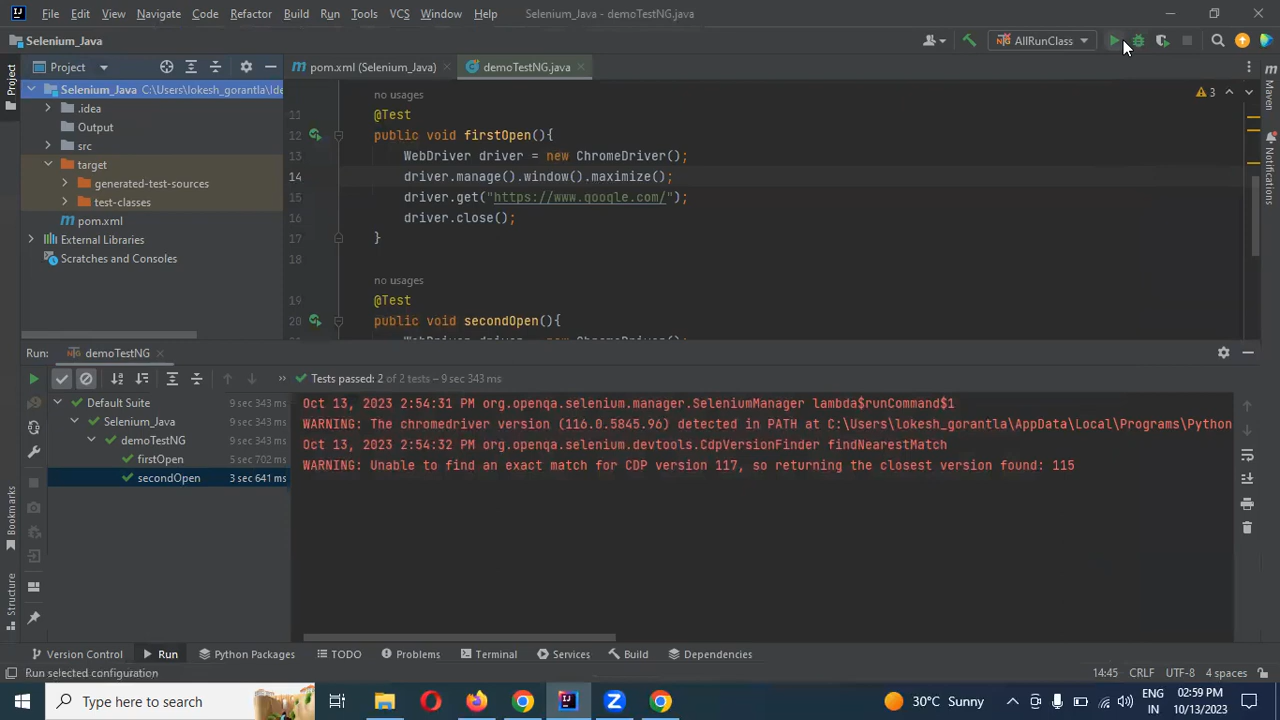 File Edit View Navigate Code Refactor Build Run Tools VCS Window Help Selenium_Java - demoTestNG.java
Selenium_Java AllRunClass
Project pom.xml (Selenium_Java) demoTestNG.java
Selenium_Java C:\Users\lokesh_gorantla\Ide
.idea
Output
src
target
generated-test-sources
test-classes
pom.xml
External Libraries
Scratches and Consoles
no usages
3
11 @Test
12 public void firstOpen(){
13 WebDriver driver = new ChromeDriver();
14 driver.manage().window().maximize();
15 driver.get("https://www.google.com/");
16 driver.close();
17 }
18
no usages
19 @Test
20 public void secondOpen(){
WebDriver driver = new ChromeDriver();
Project
Bookmarks
Structure
Maven
Notifications
Run: demoTestNG
Tests passed: 2 of 2 tests – 9 sec 343 ms
Default Suite 9 sec 343 ms
Selenium_Java 9 sec 343 ms
demoTestNG 9 sec 343 ms
firstOpen 5 sec 702 ms
secondOpen 3 sec 641 ms
Oct 13, 2023 2:54:31 PM org.openqa.selenium.manager.SeleniumManager lambda$runCommand$1
WARNING: The chromedriver version (116.0.5845.96) detected in PATH at C:\Users\lokesh_gorantla\AppData\Local\Programs\Python
Oct 13, 2023 2:54:32 PM org.openqa.selenium.devtools.CdpVersionFinder findNearestMatch
WARNING: Unable to find an exact match for CDP version 117, so returning the closest version found: 115
Version Control Run Python Packages TODO Problems Terminal Services Build Dependencies
Run selected configuration 14:45 CRLF UTF-8 4 spaces
Type here to search 30°C Sunny ENG 02:59 PM
IN 10/13/2023